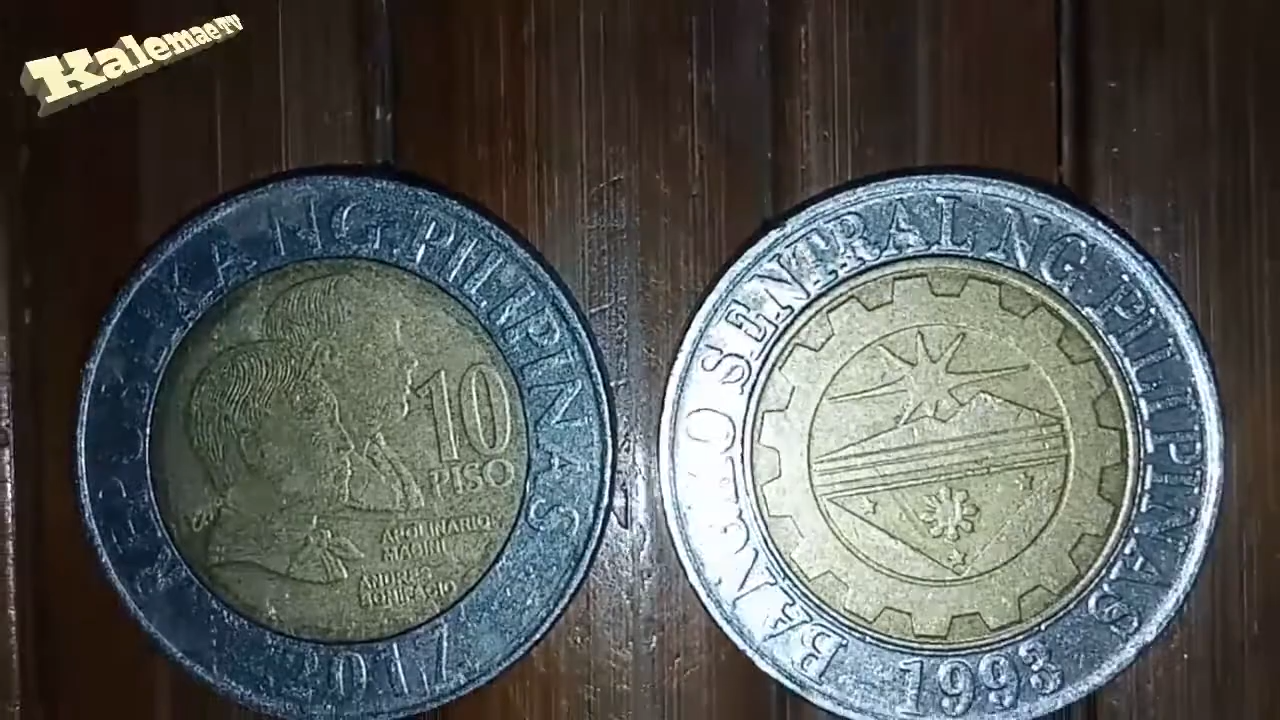 KalemaeTV
REPUBLIKA NG PILIPINAS
10
PISO
APOLINARIO
MABINI
ANDRES
BONIFACIO
2017
BANGKO SENTRAL NG PILIPINAS
1993